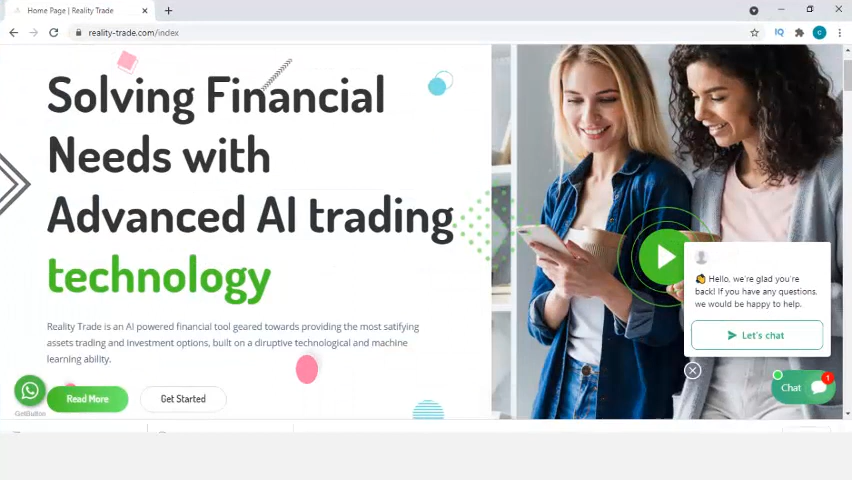 Home Page | Reality Trade
reality-trade.com/index
IQ
C
Solving Financial
Needs with
Advanced AI trading
technology
Reality Trade is an AI powered financial tool geared towards providing the most satifying
assets trading and investment options, built on a diruptive technological and machine
learning ability.
Read More
Get Started
GetButton
Hello, we're glad you're
back! If you have any questions,
we would be happy to help.
Let's chat
Chat
1